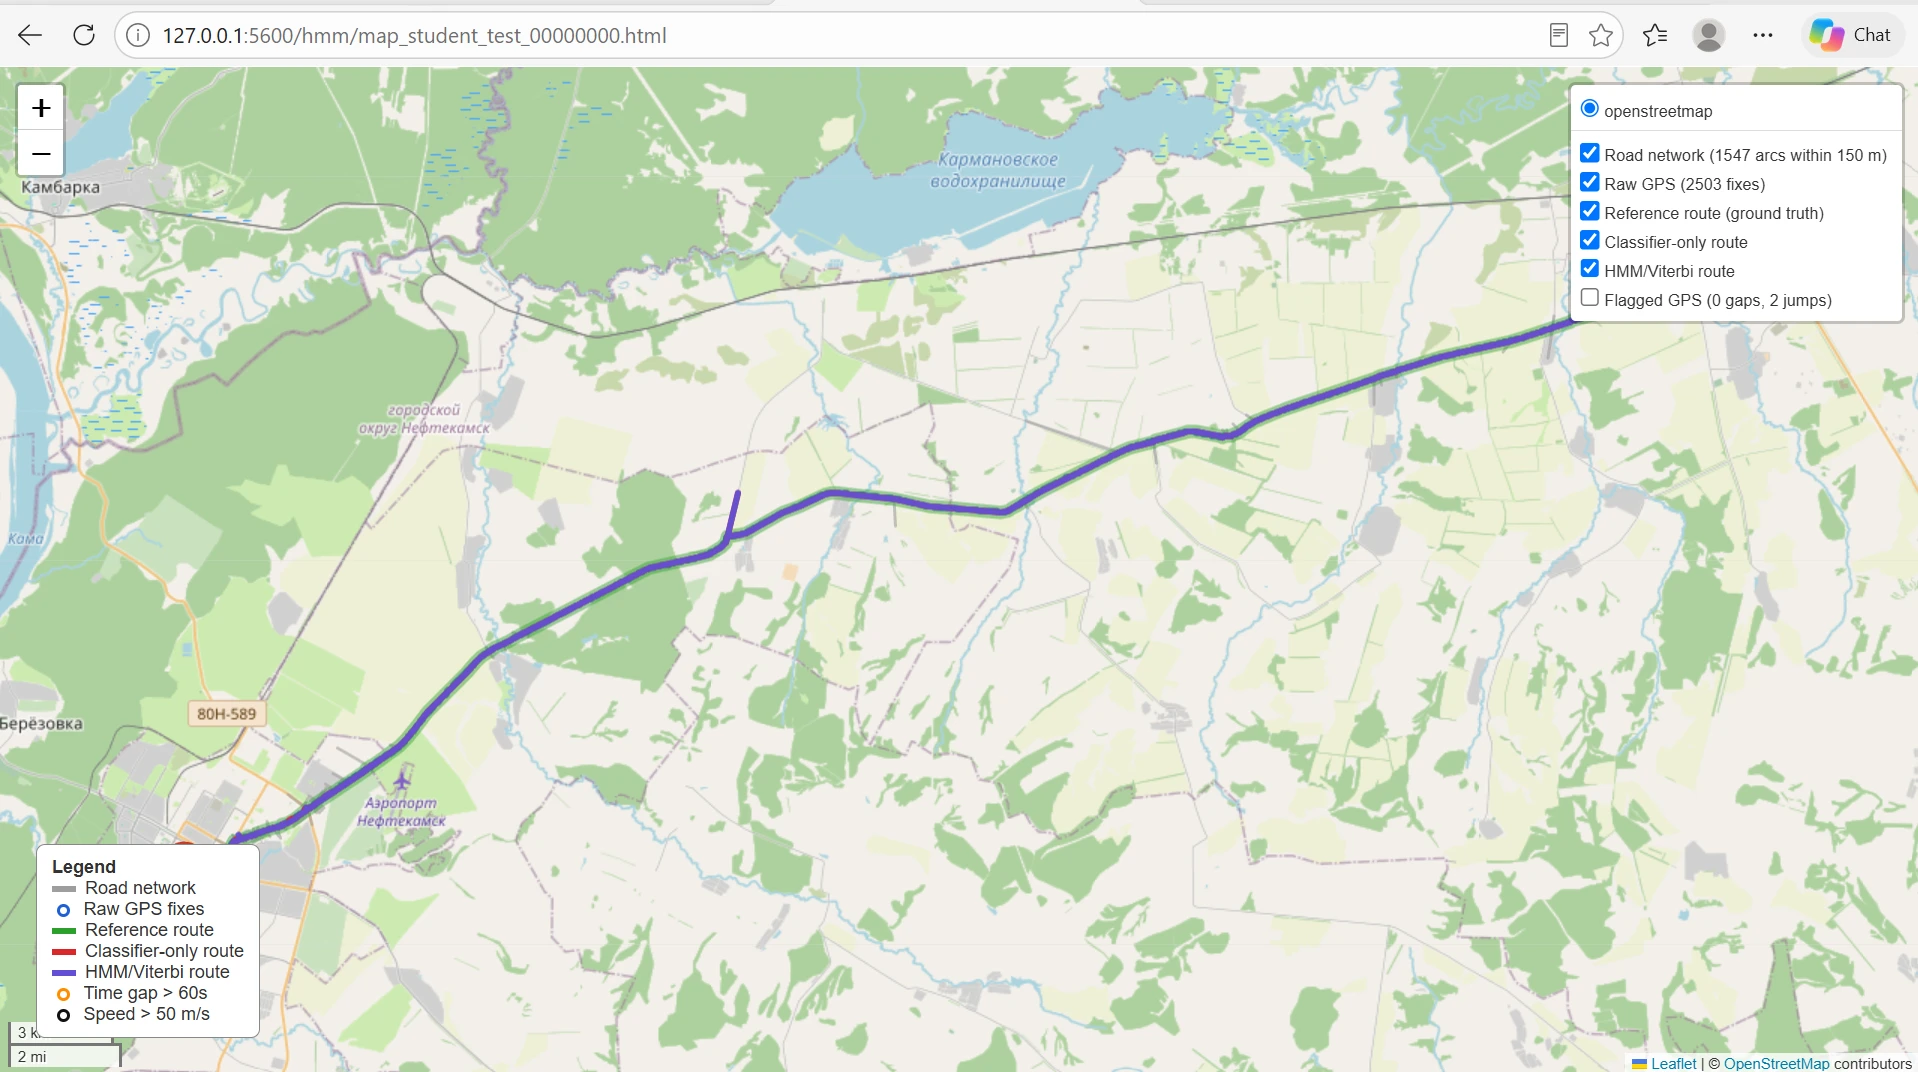 127.0.0.1:5600/hmm/map_student_test_00000000.html
Chat
+
−
openstreetmap
Road network (1547 arcs within 150 m)
Raw GPS (2503 fixes)
Reference route (ground truth)
Classifier-only route
HMM/Viterbi route
Flagged GPS (0 gaps, 2 jumps)
Камбарка
Кармановское
водохранилище
городской
округ Нефтекамск
Кама
80Н-589
Берёзовка
Аэропорт
Нефтекамск
Legend
Road network
Raw GPS fixes
Reference route
Classifier-only route
HMM/Viterbi route
Time gap > 60s
Speed > 50 m/s
3 k
2 mi
Leaflet | © OpenStreetMap contributors